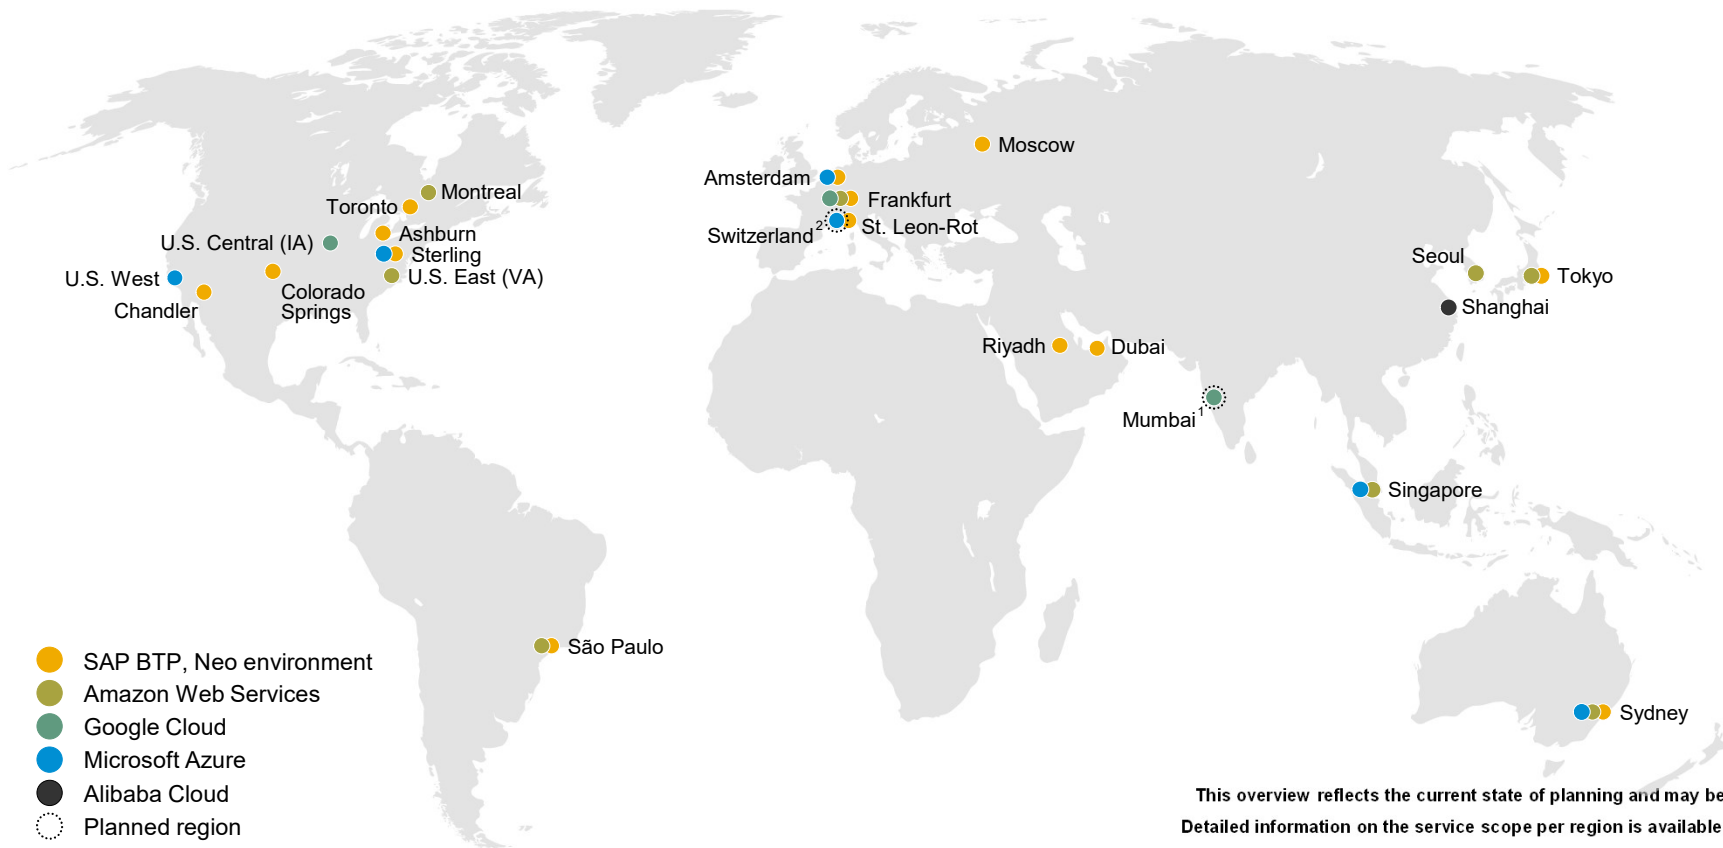 Moscow
Amsterdam
Montreal
Frankfurt
Toronto
St. Leon-Rot
Switzerland2
Ashburn
U.S. Central (IA)
Sterling
Seoul
U.S. East (VA)
U.S. West
Tokyo
Colorado
Springs
Chandler
Shanghai
Riyadh
Dubai
Mumbai1
Singapore
São Paulo
SAP BTP, Neo environment
Amazon Web Services
Google Cloud
Microsoft Azure
Alibaba Cloud
Planned region
Sydney
This overview reflects the current state of planning and may be
Detailed information on the service scope per region is available